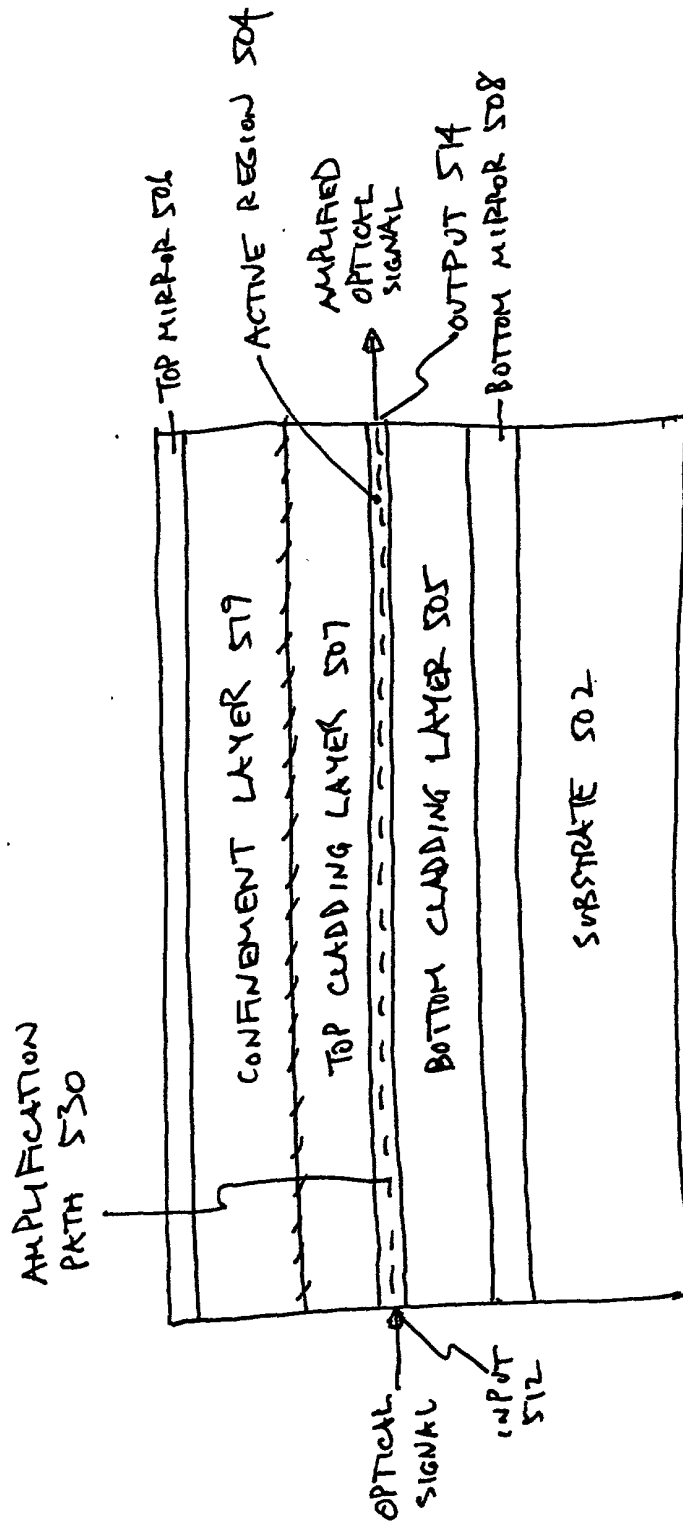 AMPLIFICATION
PATH 530
TOP MIRROR 506
ACTIVE REGION 504
CONFINEMENT LAYER 519
TOP CLADDING LAYER 507
AMPLIFIED
OPTICAL
SIGNAL
OPTICAL
SIGNAL
INPUT
512
OUTPUT 514
BOTTOM CLADDING LAYER 505
BOTTOM MIRROR 508
SUBSTRATE 502